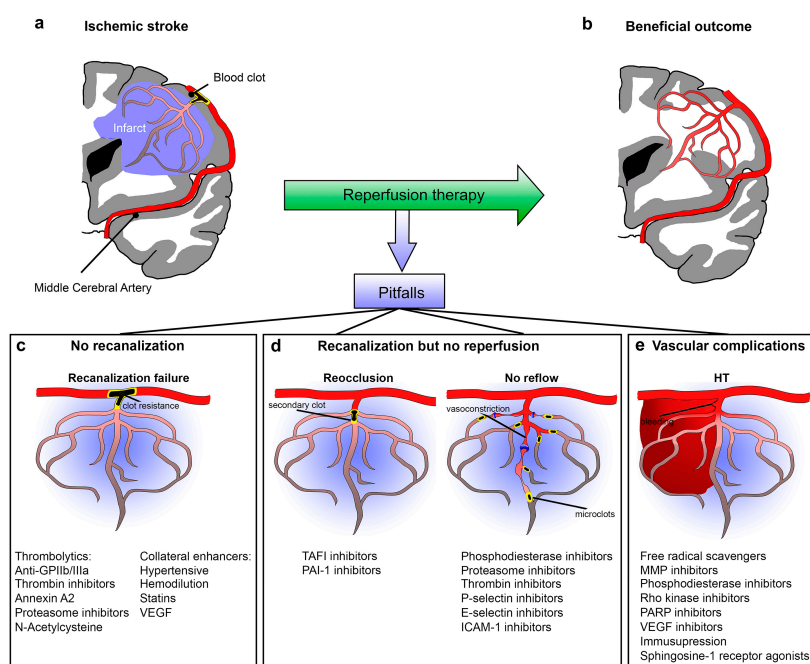 a
Ischemic stroke
b
Beneficial outcome
Blood clot
Infarct
Reperfusion therapy
Middle Cerebral Artery
Pitfalls
c
No recanalization
Recanalization failure
clot resistance
Thrombolytics:
Anti-GPIIb/IIIa
Thrombin inhibitors
Annexin A2
Proteasome inhibitors
N-Acetylcysteine
Collateral enhancers:
Hypertensive
Hemodilution
Statins
VEGF
d
Recanalization but no reperfusion
Reocclusion
secondary clot
TAFI inhibitors
PAI-1 inhibitors
No reflow
vasoconstriction
microclots
Phosphodiesterase inhibitors
Proteasome inhibitors
Thrombin inhibitors
P-selectin inhibitors
E-selectin inhibitors
ICAM-1 inhibitors
e
Vascular complications
HT
bleeding
Free radical scavengers
MMP inhibitors
Phosphodiesterase inhibitors
Rho kinase inhibitors
PARP inhibitors
VEGF inhibitors
Immusupression
Sphingosine-1 receptor agonists